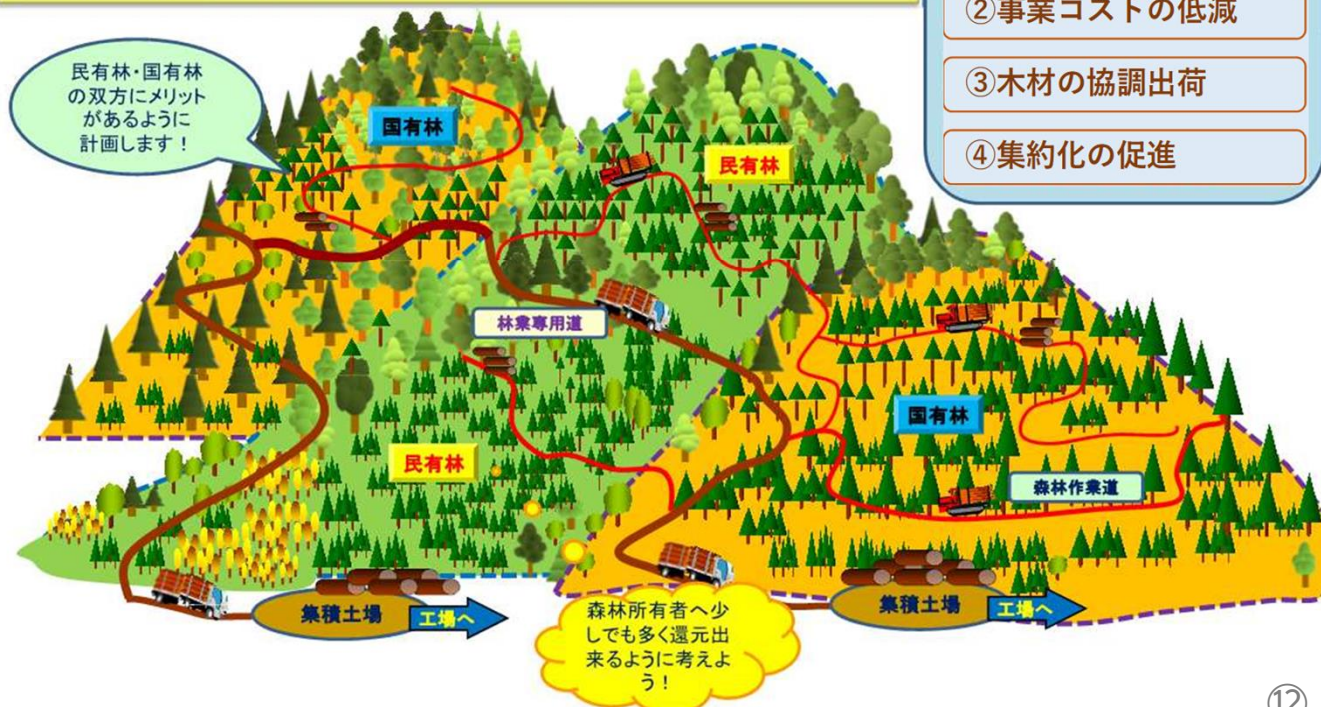 ②事業コストの低減
③木材の協調出荷
④集約化の促進
民有林・国有林
の双方にメリット
があるように
計画します！
国有林
民有林
林業専用道
国有林
民有林
森林作業道
集積土場
工場へ
森林所有者へ少
しでも多く還元出
来るように考えよ
う！
集積土場
工場へ
⑫